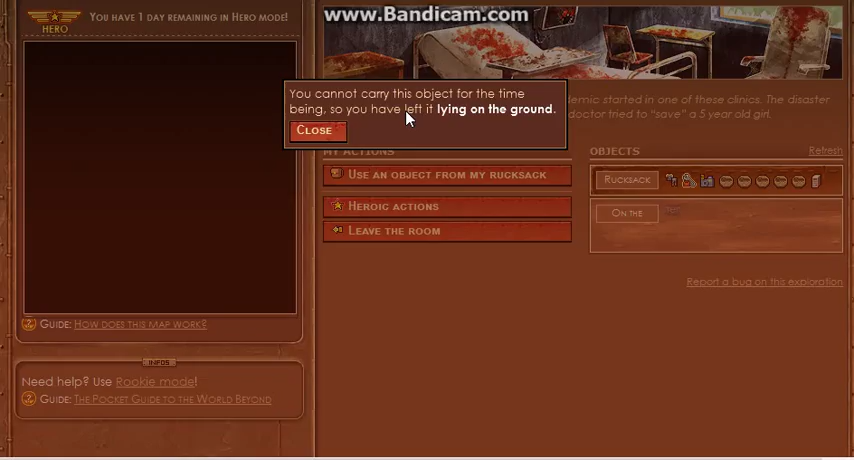 www.Bandicam.com
YOU HAVE 1 DAY REMAINING IN HERO MODE!
HERO
You cannot carry this object for the time
being, so you have left it lying on the ground.
CLOSE
demic started in one of these clinics. The disaster
doctor tried to "save" a 5 year old girl.
MY ACTIONS
OBJECTS
Refresh
USE AN OBJECT FROM MY RUCKSACK
RUCKSACK
HEROIC ACTIONS
ON THE
LEAVE THE ROOM
Report a bug on this exploration
GUIDE: HOW DOES THIS MAP WORK?
INFOS
Need help? Use Rookie mode!
GUIDE: THE POCKET GUIDE TO THE WORLD BEYOND